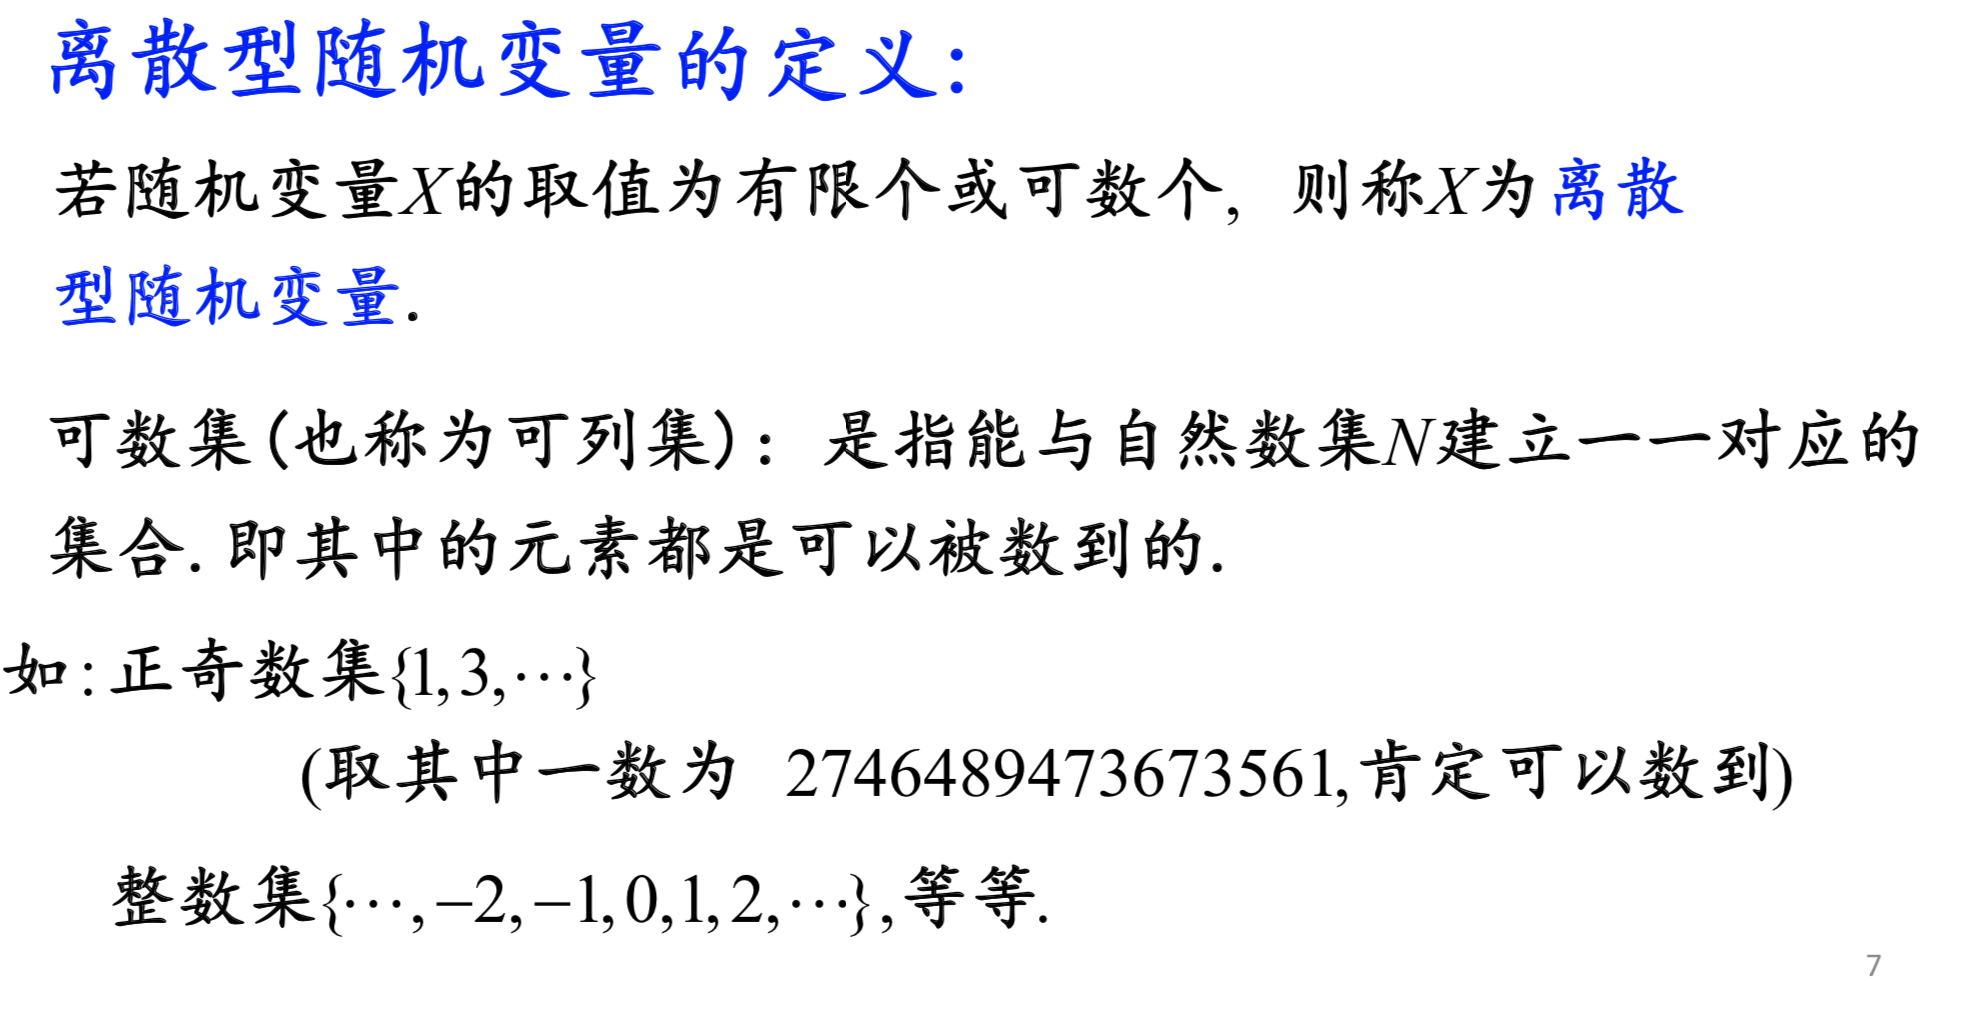 离散型随机变量的定义:
若随机变量X的取值为有限个或可数个, 则称X为离散
型随机变量.
可数集(也称为可列集): 是指能与自然数集N建立一一对应的
集合. 即其中的元素都是可以被数到的.
如:正奇数集{1,3,⋯}
(取其中一数为 2746489473673561,肯定可以数到)
整数集{⋯,−2,−1,0,1,2,⋯},等等.
7